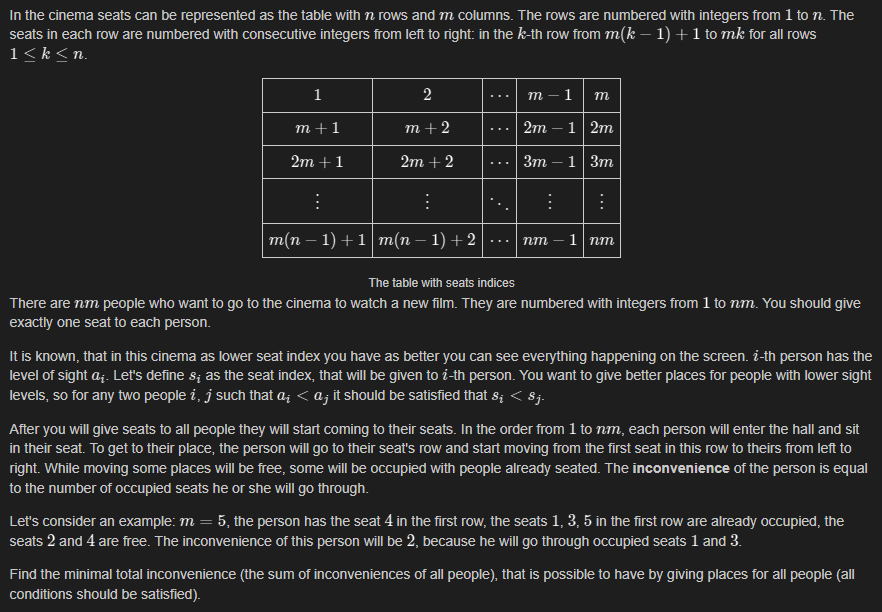 In the cinema seats can be represented as the table with n rows and m columns. The rows are numbered with integers from 1 to n. The
seats in each row are numbered with consecutive integers from left to right: in the k-th row from m(k − 1) + 1 to mk for all rows
1 ≤ k ≤ n.
1 2 ⋯ m − 1 m
m + 1 m + 2 ⋯ 2m − 1 2m
2m + 1 2m + 2 ⋯ 3m − 1 3m
⋮ ⋮ ⋱ ⋮ ⋮
m(n − 1) + 1 m(n − 1) + 2 ⋯ nm − 1 nm
The table with seats indices
There are nm people who want to go to the cinema to watch a new film. They are numbered with integers from 1 to nm. You should give
exactly one seat to each person.
It is known, that in this cinema as lower seat index you have as better you can see everything happening on the screen. i-th person has the
level of sight a_i. Let's define s_i as the seat index, that will be given to i-th person. You want to give better places for people with lower sight
levels, so for any two people i, j such that a_i < a_j it should be satisfied that s_i < s_j.
After you will give seats to all people they will start coming to their seats. In the order from 1 to nm, each person will enter the hall and sit
in their seat. To get to their place, the person will go to their seat's row and start moving from the first seat in this row to theirs from left to
right. While moving some places will be free, some will be occupied with people already seated. The inconvenience of the person is equal
to the number of occupied seats he or she will go through.
Let's consider an example: m = 5, the person has the seat 4 in the first row, the seats 1, 3, 5 in the first row are already occupied, the
seats 2 and 4 are free. The inconvenience of this person will be 2, because he will go through occupied seats 1 and 3.
Find the minimal total inconvenience (the sum of inconveniences of all people), that is possible to have by giving places for all people (all
conditions should be satisfied).